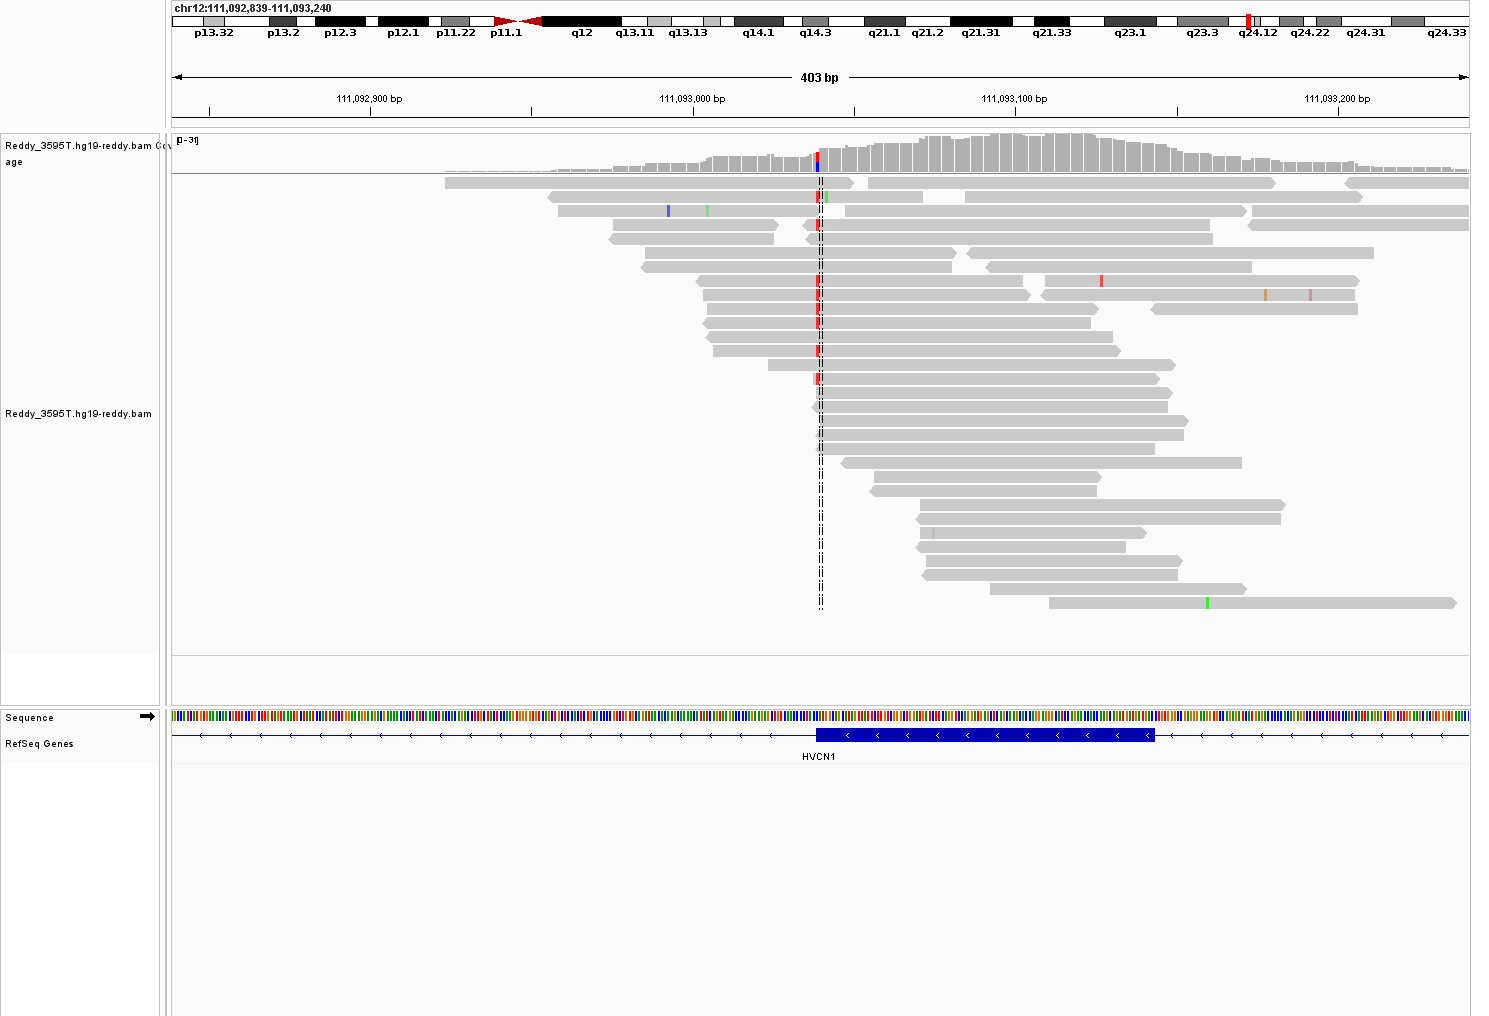 chr12:111,092,839-111,093,240
p13.32 p13.2 p12.3 p12.1 p11.22 p11.1 q12 q13.11 q13.13 q14.1 q14.3 q21.1 q21.2 q21.31 q21.33 q23.1 q23.3 q24.12 q24.22 q24.31 q24.33
403 bp
111,092,900 bp 111,093,000 bp 111,093,100 bp 111,093,200 bp
Reddy_3595T.hg19-reddy.bam Cov
age
[0-31]
Reddy_3595T.hg19-reddy.bam
Sequence
RefSeq Genes
HVCN1